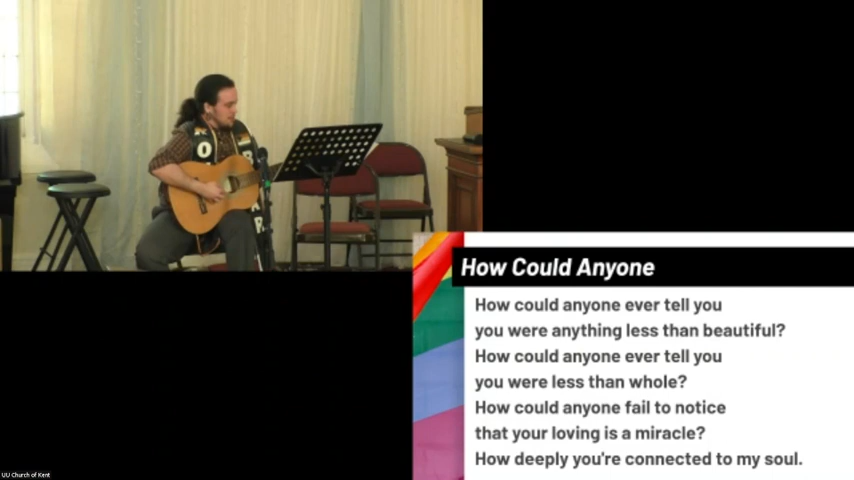 How Could Anyone
How could anyone ever tell you
you were anything less than beautiful?
How could anyone ever tell you
you were less than whole?
How could anyone fail to notice
that your loving is a miracle?
How deeply you're connected to my soul.
UU Church of Kent